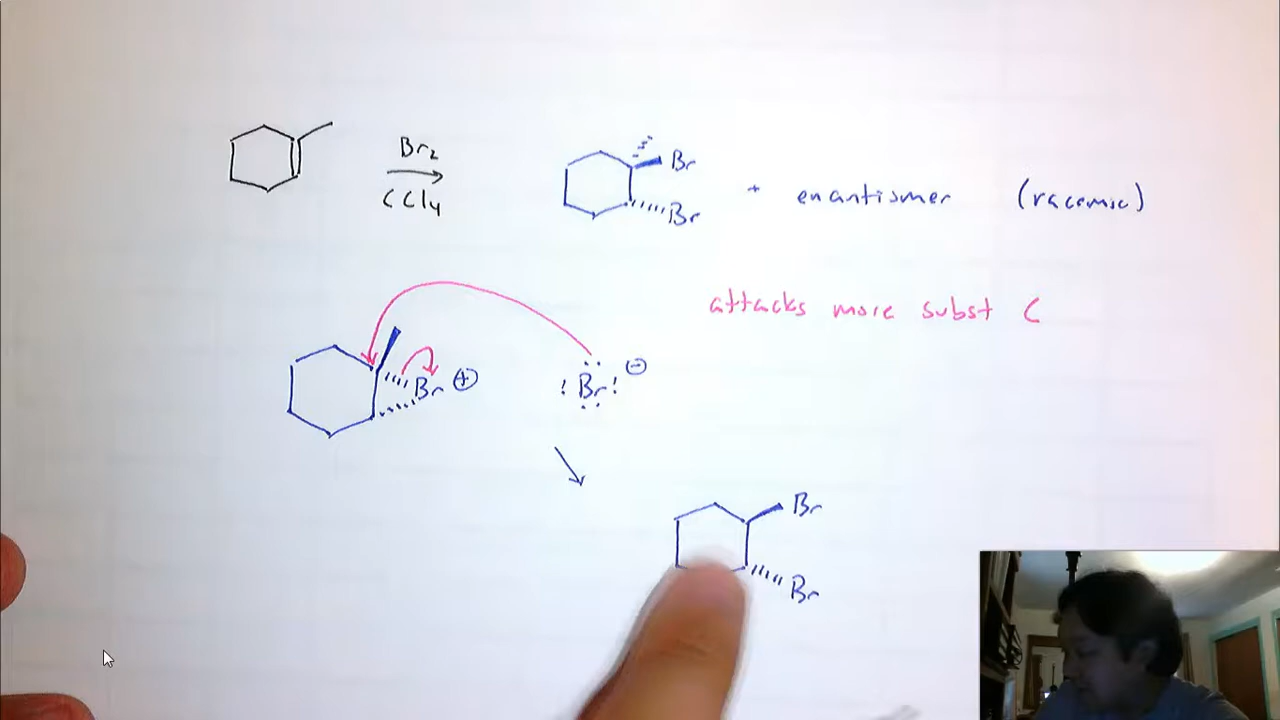 Br₂
CCl₄
Br
Br
+ enantiomer (racemic)
attacks more subst C
Br ⊕
:Br: ⊖
Br
Br